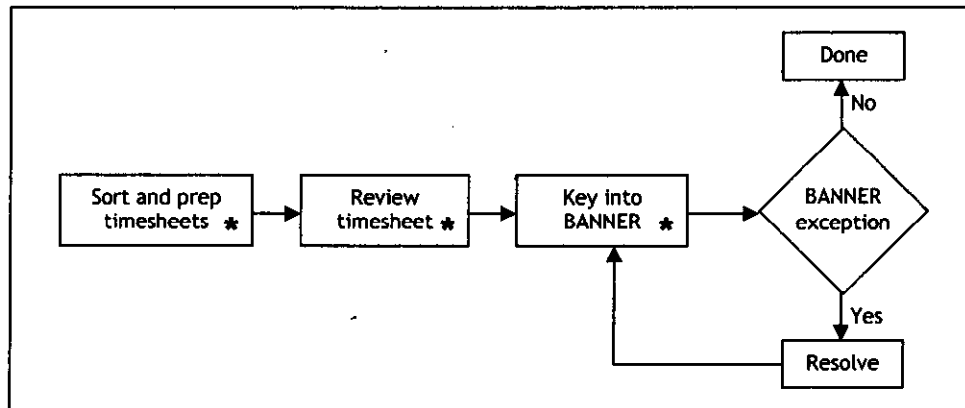 Done
No
Sort and prep
timesheets *
Review
timesheet *
Key into
BANNER *
BANNER
exception
Yes
Resolve